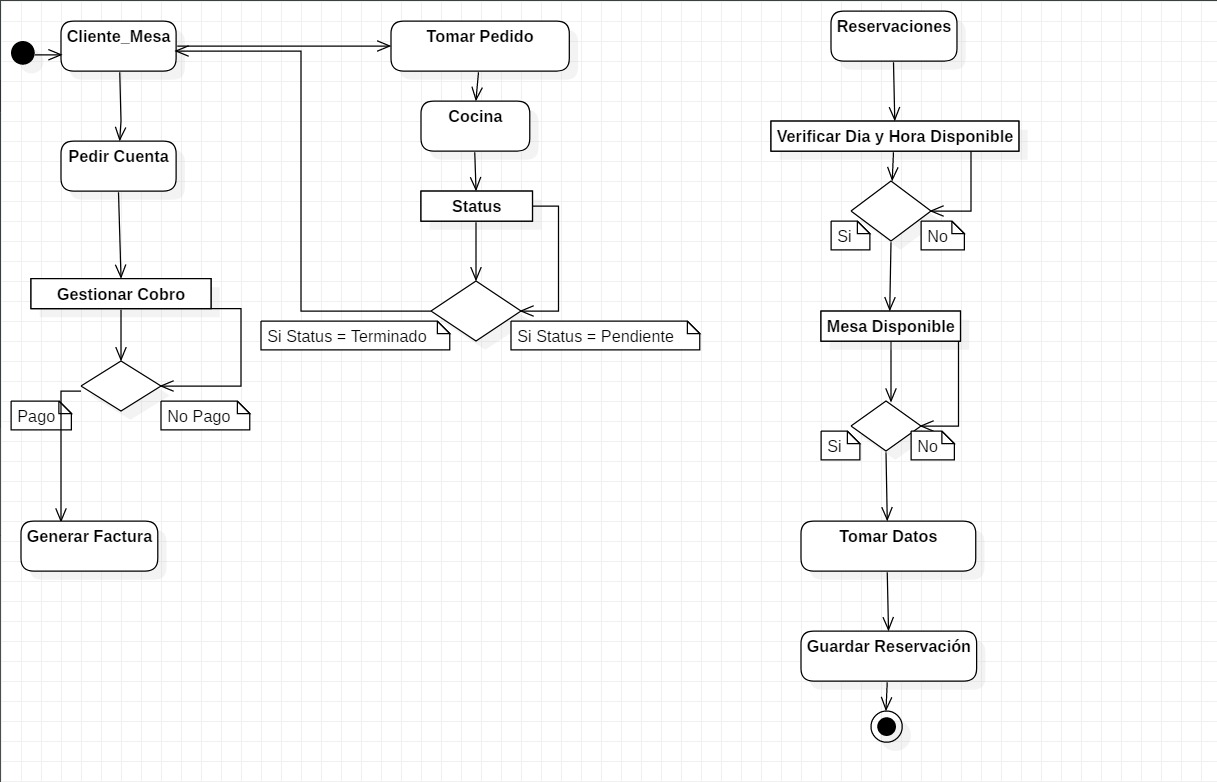 Cliente_Mesa
Tomar Pedido
Cocina
Pedir Cuenta
Status
Gestionar Cobro
Si Status = Terminado
Si Status = Pendiente
Pago
No Pago
Generar Factura
Reservaciones
Verificar Dia y Hora Disponible
Si
No
Mesa Disponible
Si
No
Tomar Datos
Guardar Reservación